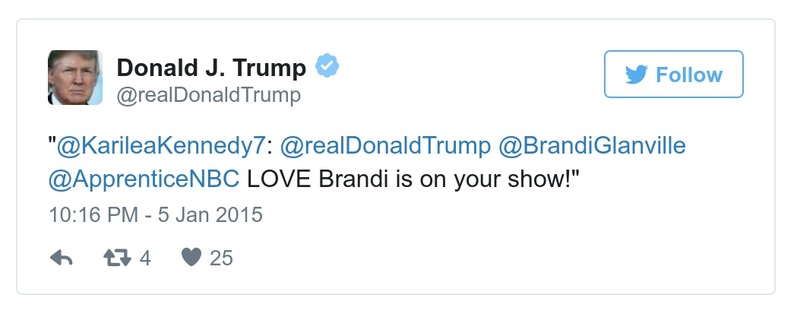 Donald J. Trump
@realDonaldTrump
Follow
"@KarileaKennedy7: @realDonaldTrump @BrandiGlanville
@ApprenticeNBC LOVE Brandi is on your show!"
10:16 PM - 5 Jan 2015
4 25